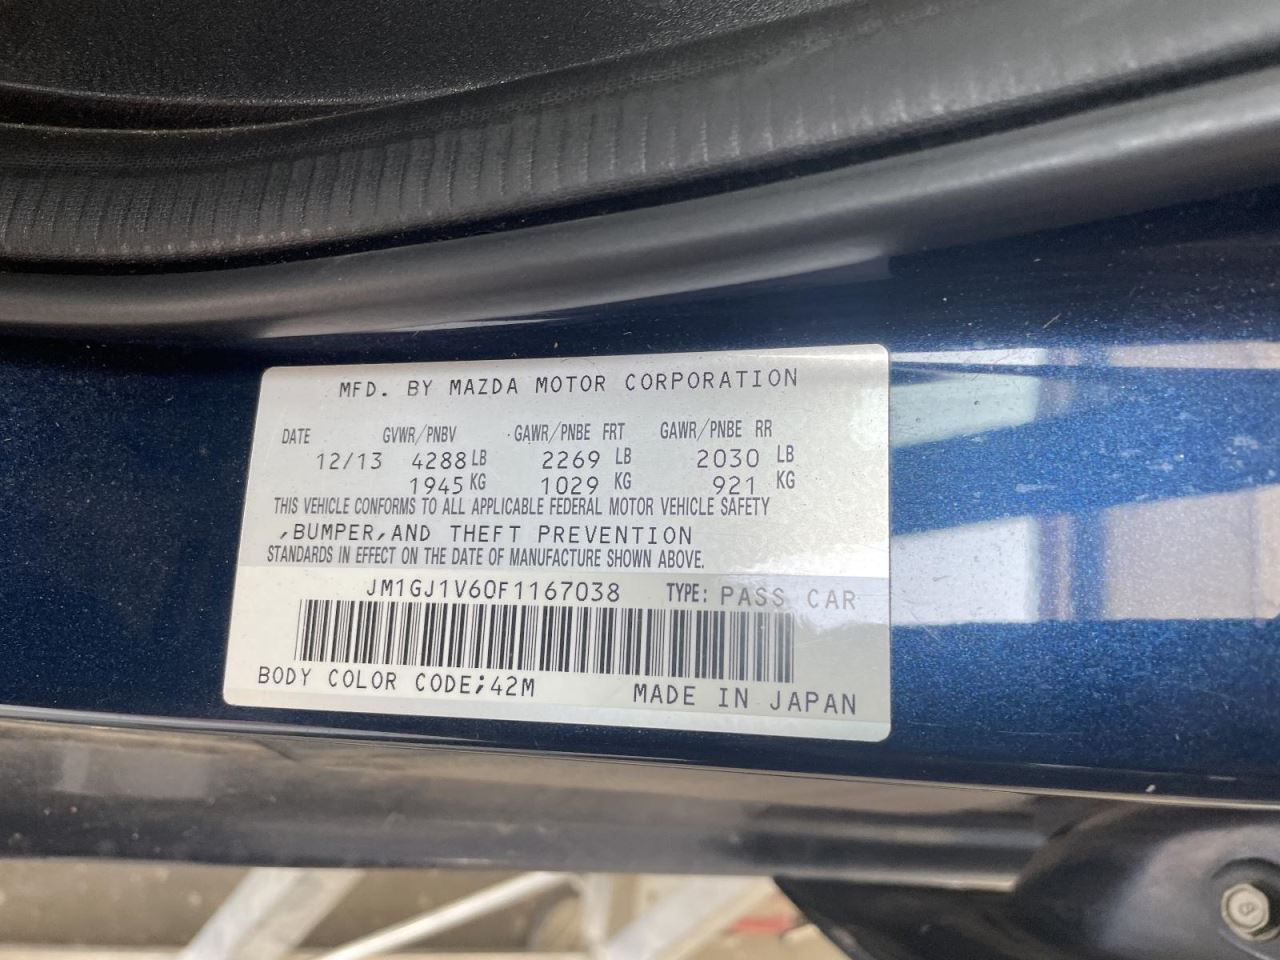 MFD. BY MAZDA MOTOR CORPORATION
DATE GVWR/PNBV GAWR/PNBE FRT GAWR/PNBE RR
12/13 4288 LB 2269 LB 2030 LB
1945 KG 1029 KG 921 KG
THIS VEHICLE CONFORMS TO ALL APPLICABLE FEDERAL MOTOR VEHICLE SAFETY
,BUMPER,AND THEFT PREVENTION
STANDARDS IN EFFECT ON THE DATE OF MANUFACTURE SHOWN ABOVE.
JM1GJ1V60F1167038 TYPE: PASS CAR
BODY COLOR CODE;42M MADE IN JAPAN
8